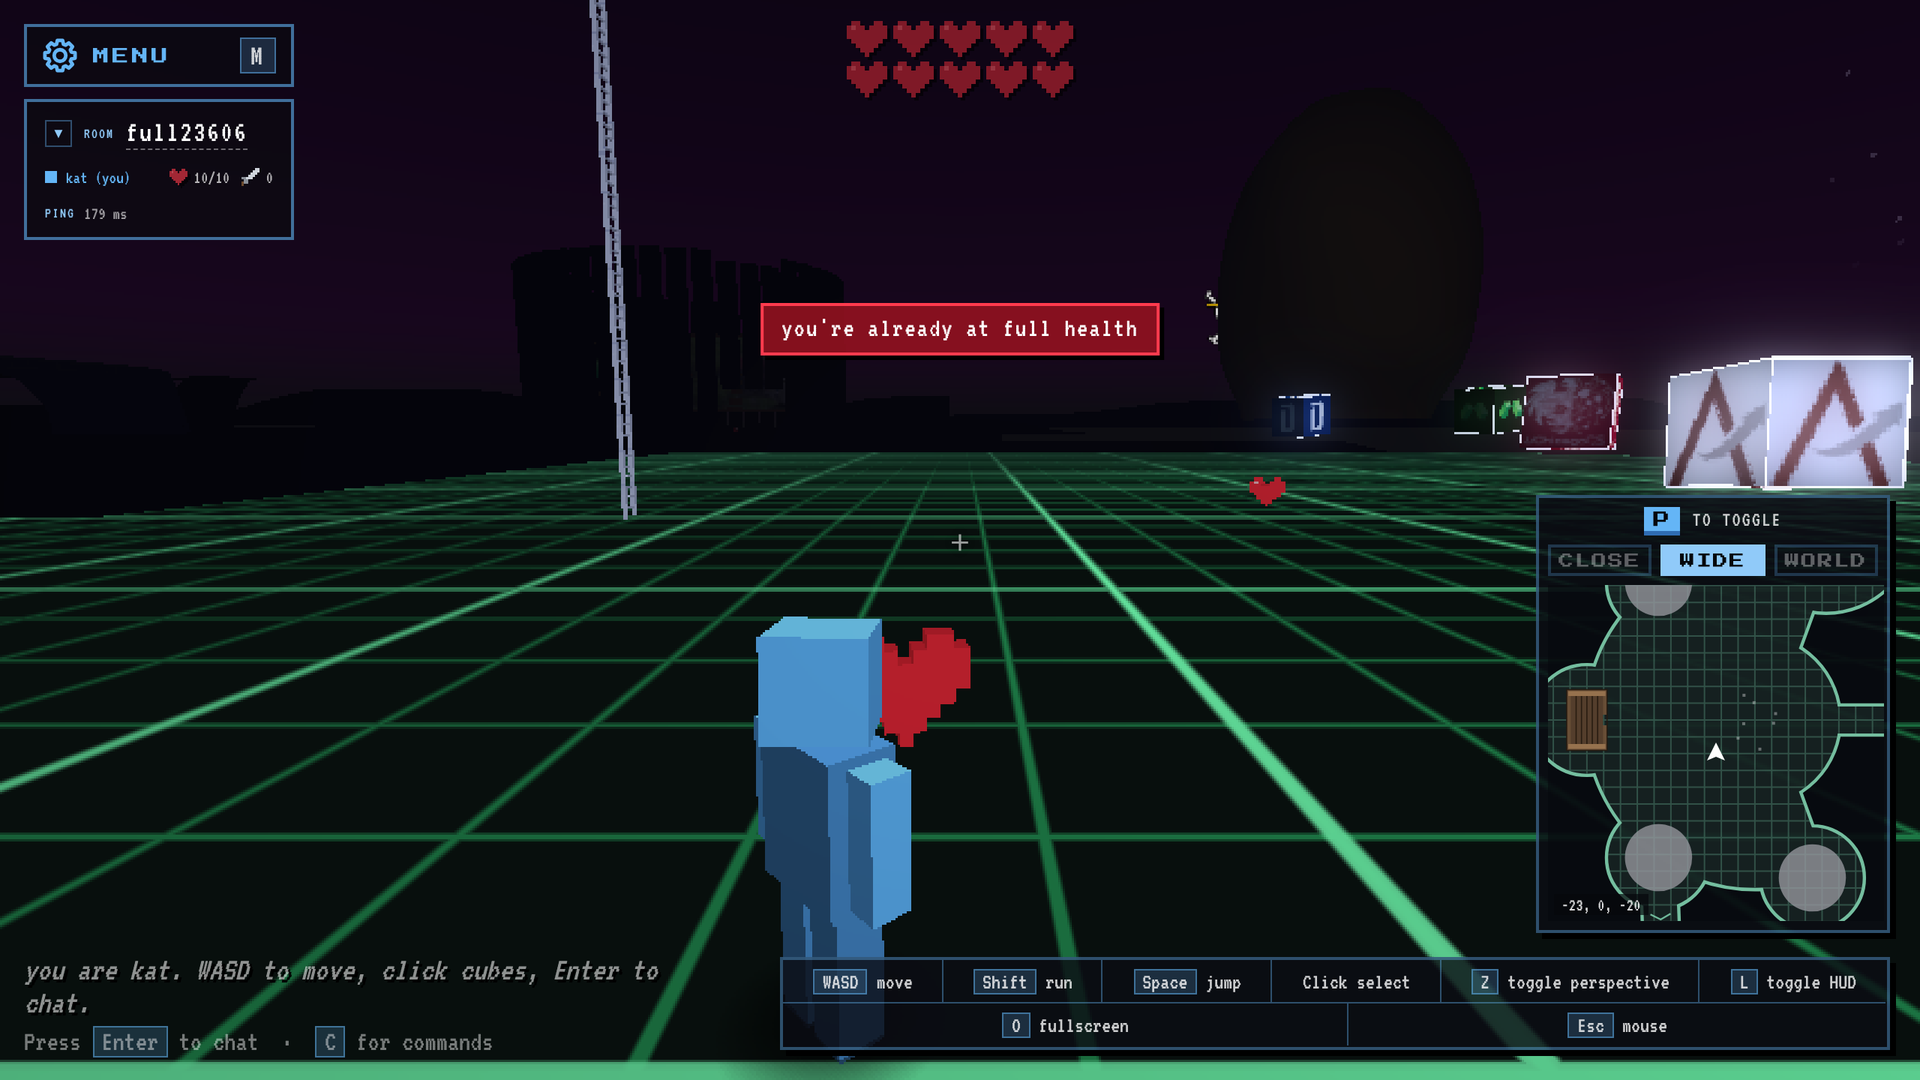 MENU M
▼ ROOM full23606
kat (you) 10/10 0
PING 179 ms
you're already at full health
D D
A A
P TO TOGGLE
CLOSE WIDE WORLD
-23, 0, -20
you are kat. WASD to move, click cubes, Enter to
chat.
Press Enter to chat · C for commands
WASD move Shift run Space jump Click select Z toggle perspective L toggle HUD
O fullscreen Esc mouse